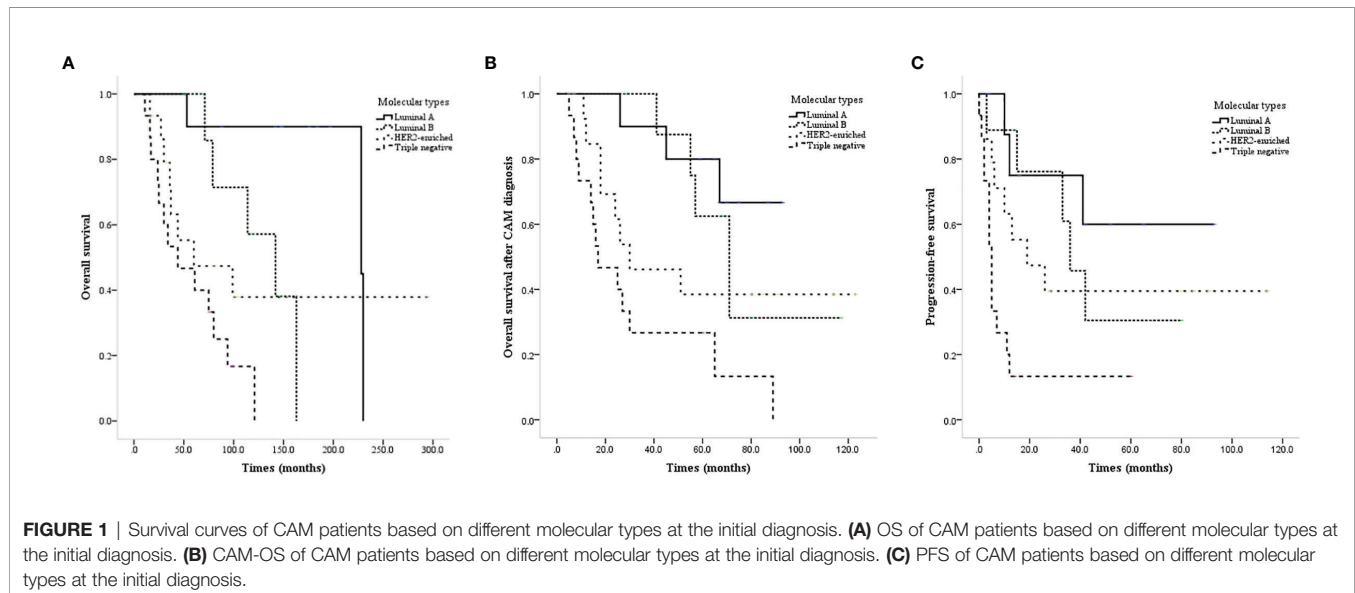 A
Overall survival
1.0
0.8
0.6
0.4
0.2
0.0
.0 50.0 100.0 150.0 200.0 250.0 300.0
Times (months)
Molecular types
Luminal A
Luminal B
HER2-enriched
Triple negative
B
Overall survival after CAM diagnosis
1.0
0.8
0.6
0.4
0.2
0.0
.0 20.0 40.0 60.0 80.0 100.0 120.0
Times (months)
Molecular types
Luminal A
Luminal B
HER2-enriched
Triple negative
C
Progression-free survival
1.0
0.8
0.6
0.4
0.2
0.0
.0 20.0 40.0 60.0 80.0 100.0 120.0
Times (months)
Molecular types
Luminal A
Luminal B
HER2-enriched
Triple negative
FIGURE 1 | Survival curves of CAM patients based on different molecular types at the initial diagnosis. (A) OS of CAM patients based on different molecular types at
the initial diagnosis. (B) CAM-OS of CAM patients based on different molecular types at the initial diagnosis. (C) PFS of CAM patients based on different molecular
types at the initial diagnosis.